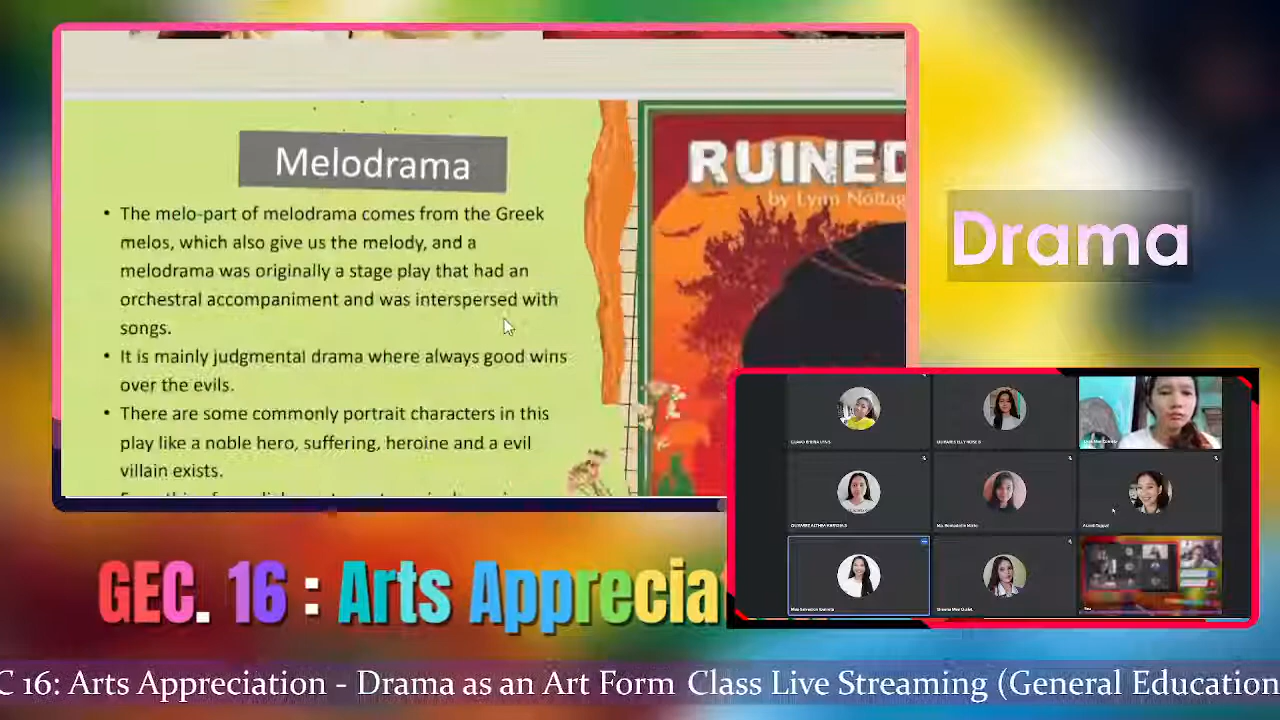 Melodrama
• The melo-part of melodrama comes from the Greek
melos, which also give us the melody, and a
melodrama was originally a stage play that had an
orchestral accompaniment and was interspersed with
songs.
• It is mainly judgmental drama where always good wins
over the evils.
• There are some commonly portrait characters in this
play like a noble hero, suffering, heroine and a evil
villain exists.
RUINED
by Lynn Nottag
Drama
GEC. 16 : Arts Apprecia
C 16: Arts Appreciation - Drama as an Art Form Class Live Streaming (General Education